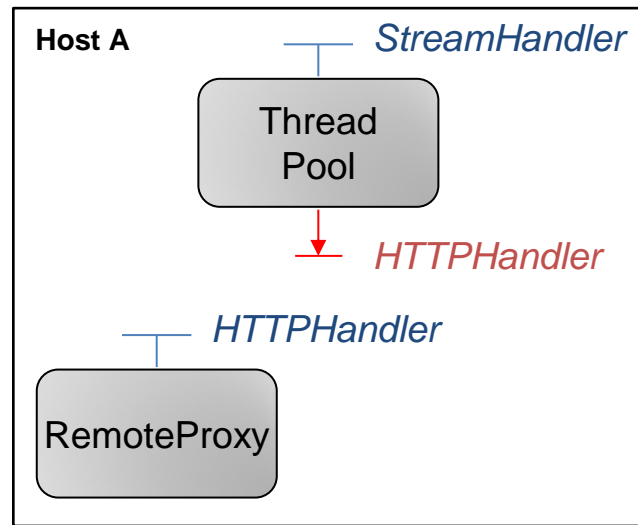 Host A
StreamHandler
Thread
Pool
HTTPHandler
HTTPHandler
RemoteProxy